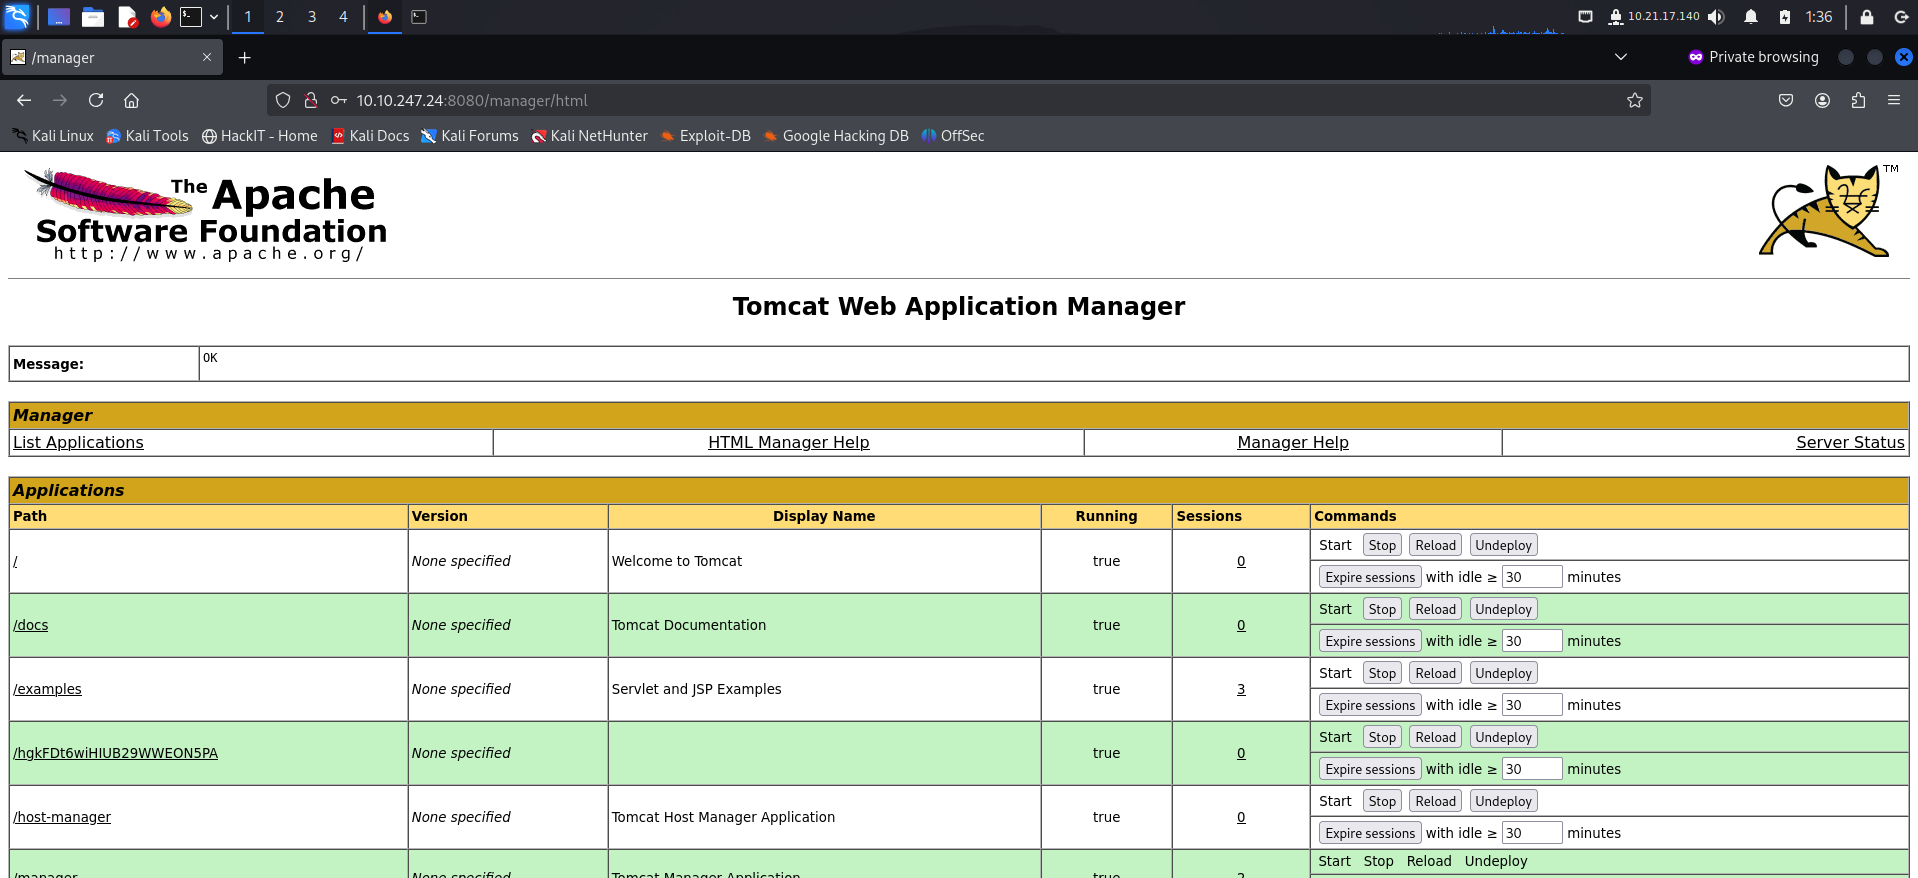 1 2 3 4 10.21.17.140 1:36
/manager Private browsing
10.10.247.24:8080/manager/html
Kali Linux Kali Tools HackIT - Home Kali Docs Kali Forums Kali NetHunter Exploit-DB Google Hacking DB OffSec
The Apache
Software Foundation
http://www.apache.org/
TM
Tomcat Web Application Manager
Message: OK
Manager
List Applications HTML Manager Help Manager Help Server Status
Applications
Path Version Display Name Running Sessions Commands
/ None specified Welcome to Tomcat true 0 Start Stop Reload Undeploy
Expire sessions with idle ≥ 30 minutes
/docs None specified Tomcat Documentation true 0 Start Stop Reload Undeploy
Expire sessions with idle ≥ 30 minutes
/examples None specified Servlet and JSP Examples true 3 Start Stop Reload Undeploy
Expire sessions with idle ≥ 30 minutes
/hgkFDt6wiHIUB29WWEON5PA None specified true 0 Start Stop Reload Undeploy
Expire sessions with idle ≥ 30 minutes
/host-manager None specified Tomcat Host Manager Application true 0 Start Stop Reload Undeploy
Expire sessions with idle ≥ 30 minutes
Start Stop Reload Undeploy
/manager None specified Tomcat Manager Application true 2